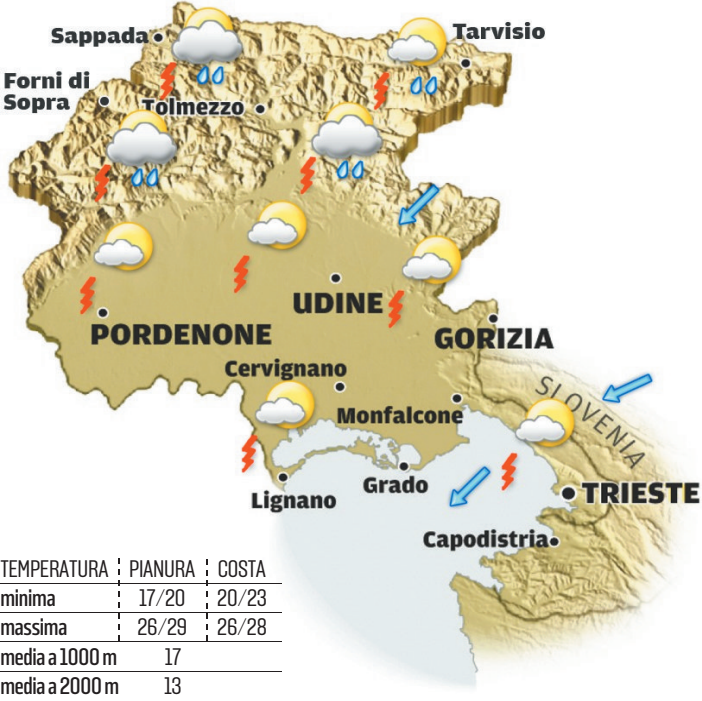 Sappada
Tarvisio
Forni di
Sopra
Tolmezzo
UDINE
PORDENONE
GORIZIA
Cervignano
SLOVENIA
Monfalcone
Grado
Lignano
TRIESTE
Capodistria
TEMPERATURA PIANURA COSTA
minima 17/20 20/23
massima 26/29 26/28
media a 1000 m 17
media a 2000 m 13